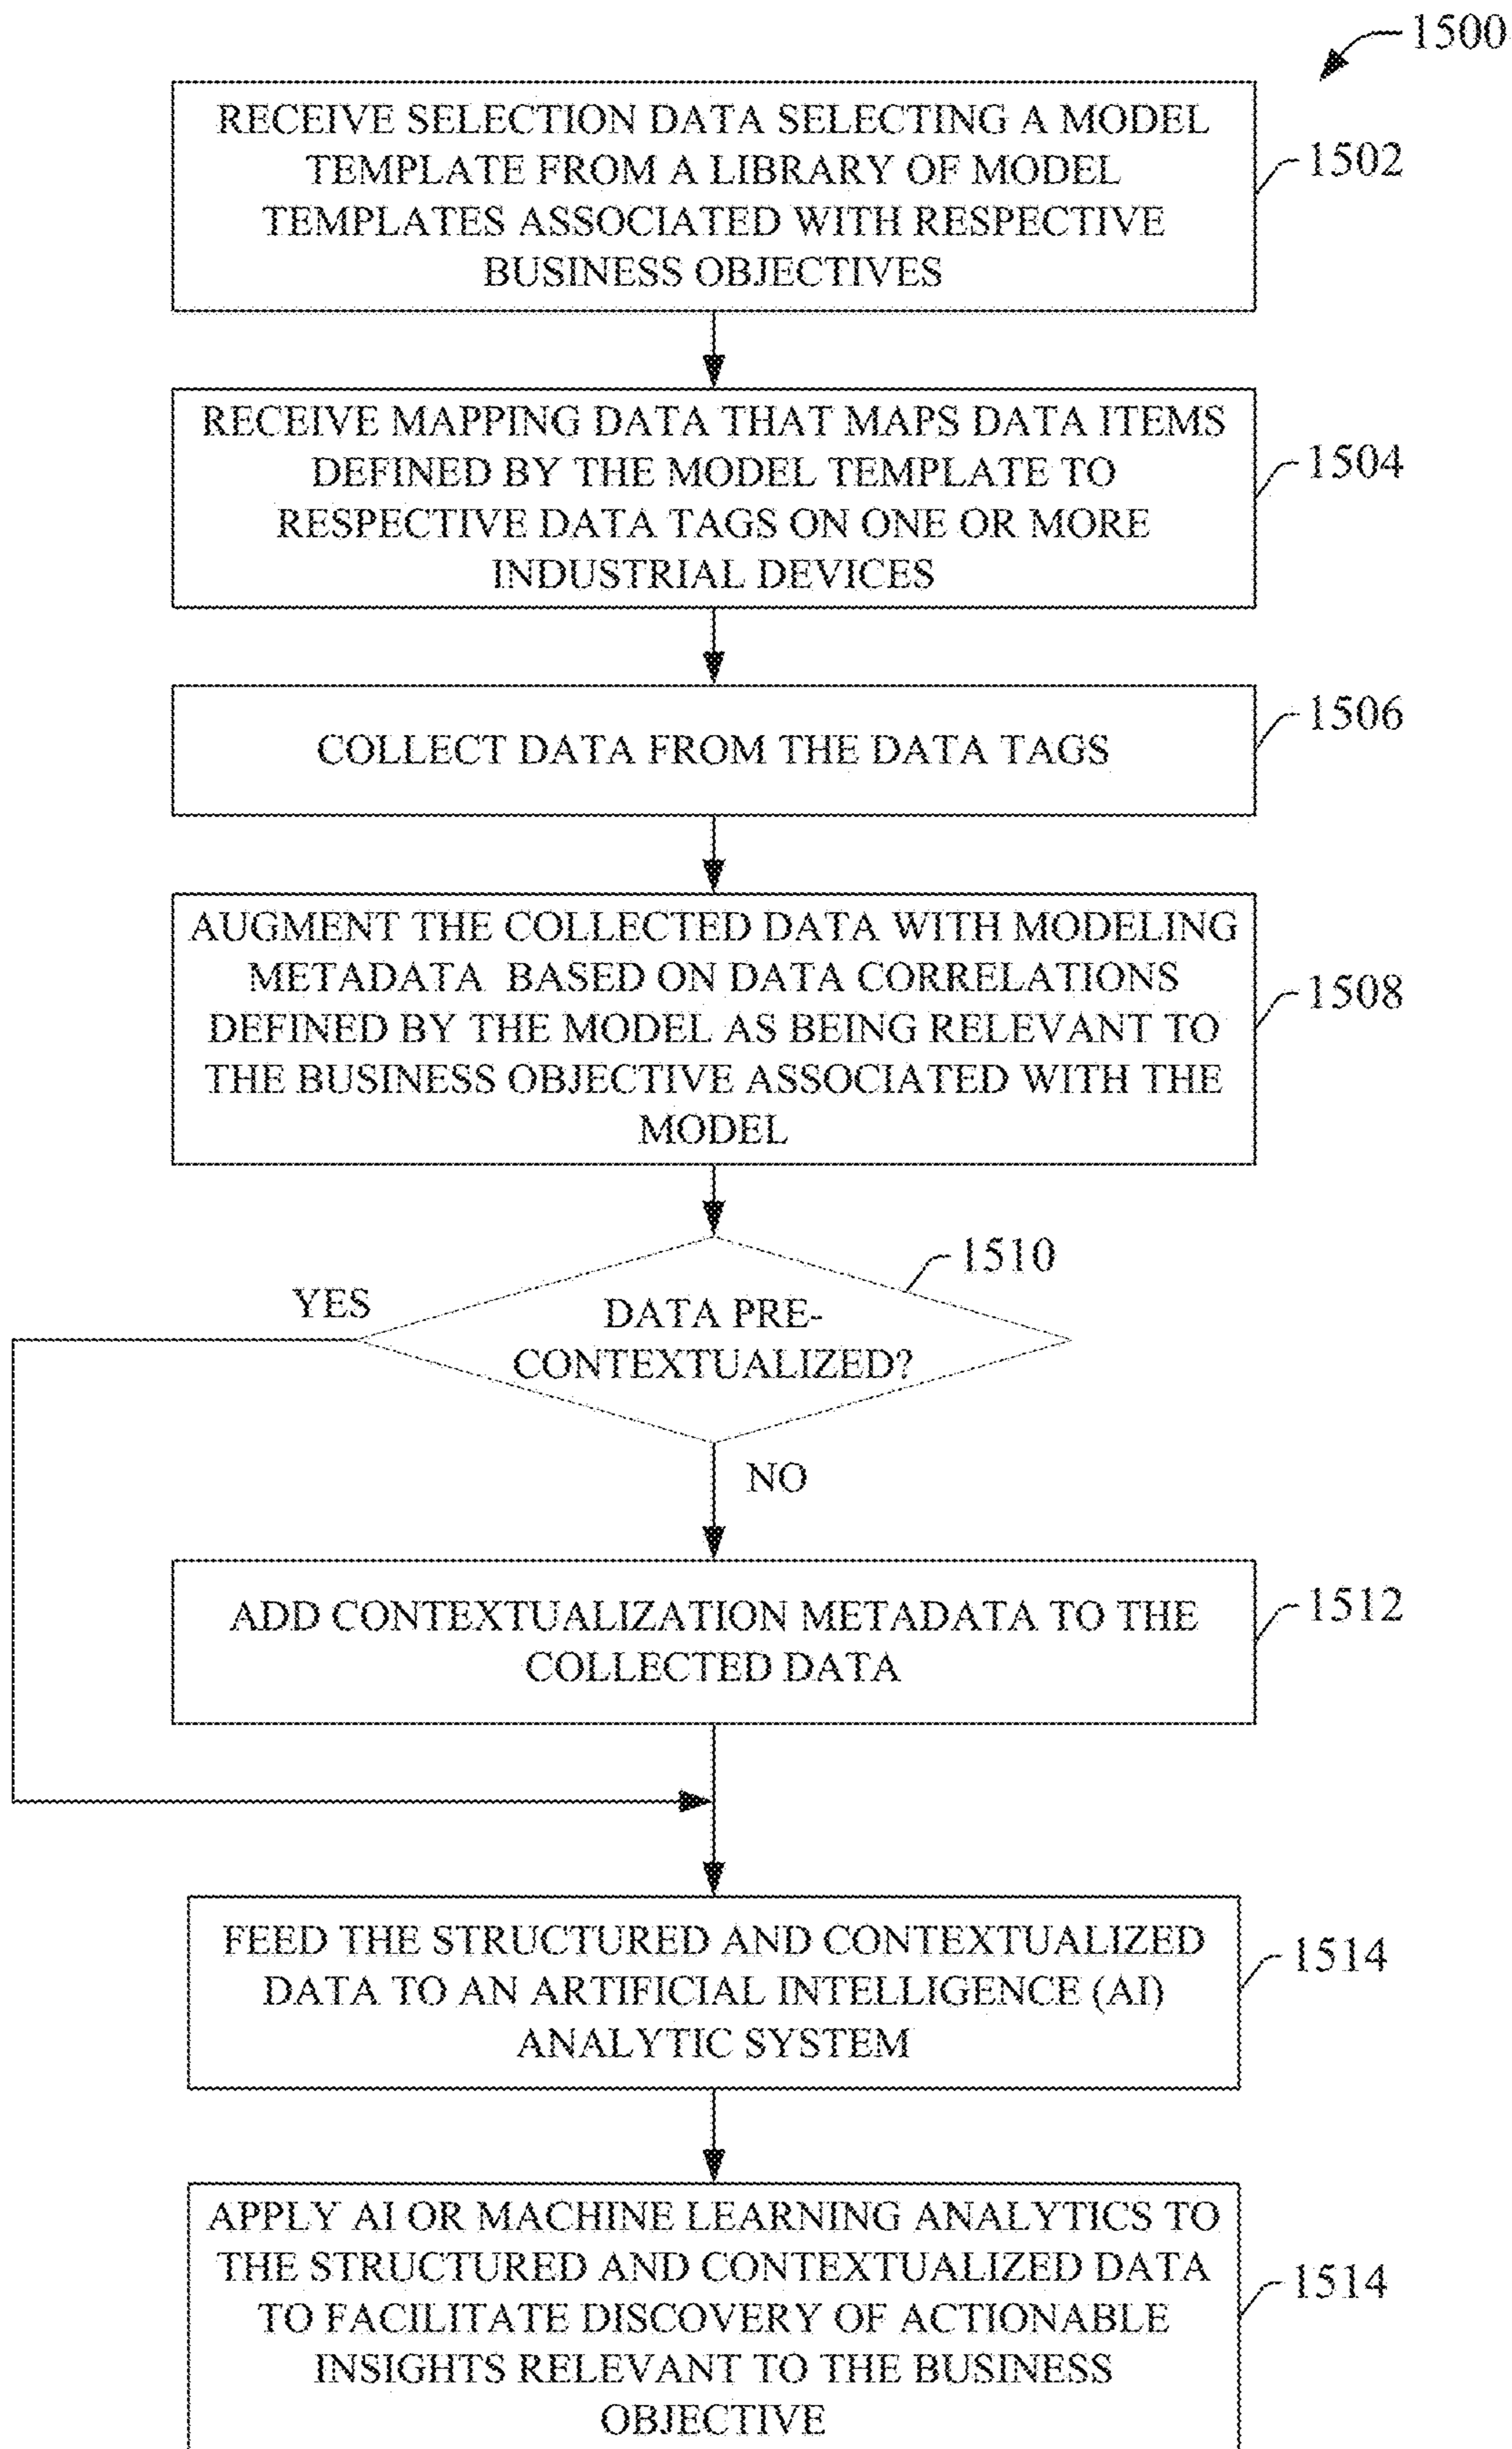 1500
RECEIVE SELECTION DATA SELECTING A MODEL
TEMPLATE FROM A LIBRARY OF MODEL
TEMPLATES ASSOCIATED WITH RESPECTIVE
BUSINESS OBJECTIVES
1502
RECEIVE MAPPING DATA THAT MAPS DATA ITEMS
DEFINED BY THE MODEL TEMPLATE TO
RESPECTIVE DATA TAGS ON ONE OR MORE
INDUSTRIAL DEVICES
1504
COLLECT DATA FROM THE DATA TAGS
1506
AUGMENT THE COLLECTED DATA WITH MODELING
METADATA BASED ON DATA CORRELATIONS
DEFINED BY THE MODEL AS BEING RELEVANT TO
THE BUSINESS OBJECTIVE ASSOCIATED WITH THE
MODEL
1508
1510
YES
DATA PRE-
CONTEXTUALIZED?
NO
ADD CONTEXTUALIZATION METADATA TO THE
COLLECTED DATA
1512
FEED THE STRUCTURED AND CONTEXTUALIZED
DATA TO AN ARTIFICIAL INTELLIGENCE (AI)
ANALYTIC SYSTEM
1514
APPLY AI OR MACHINE LEARNING ANALYTICS TO
THE STRUCTURED AND CONTEXTUALIZED DATA
TO FACILITATE DISCOVERY OF ACTIONABLE
INSIGHTS RELEVANT TO THE BUSINESS
OBJECTIVE
1514